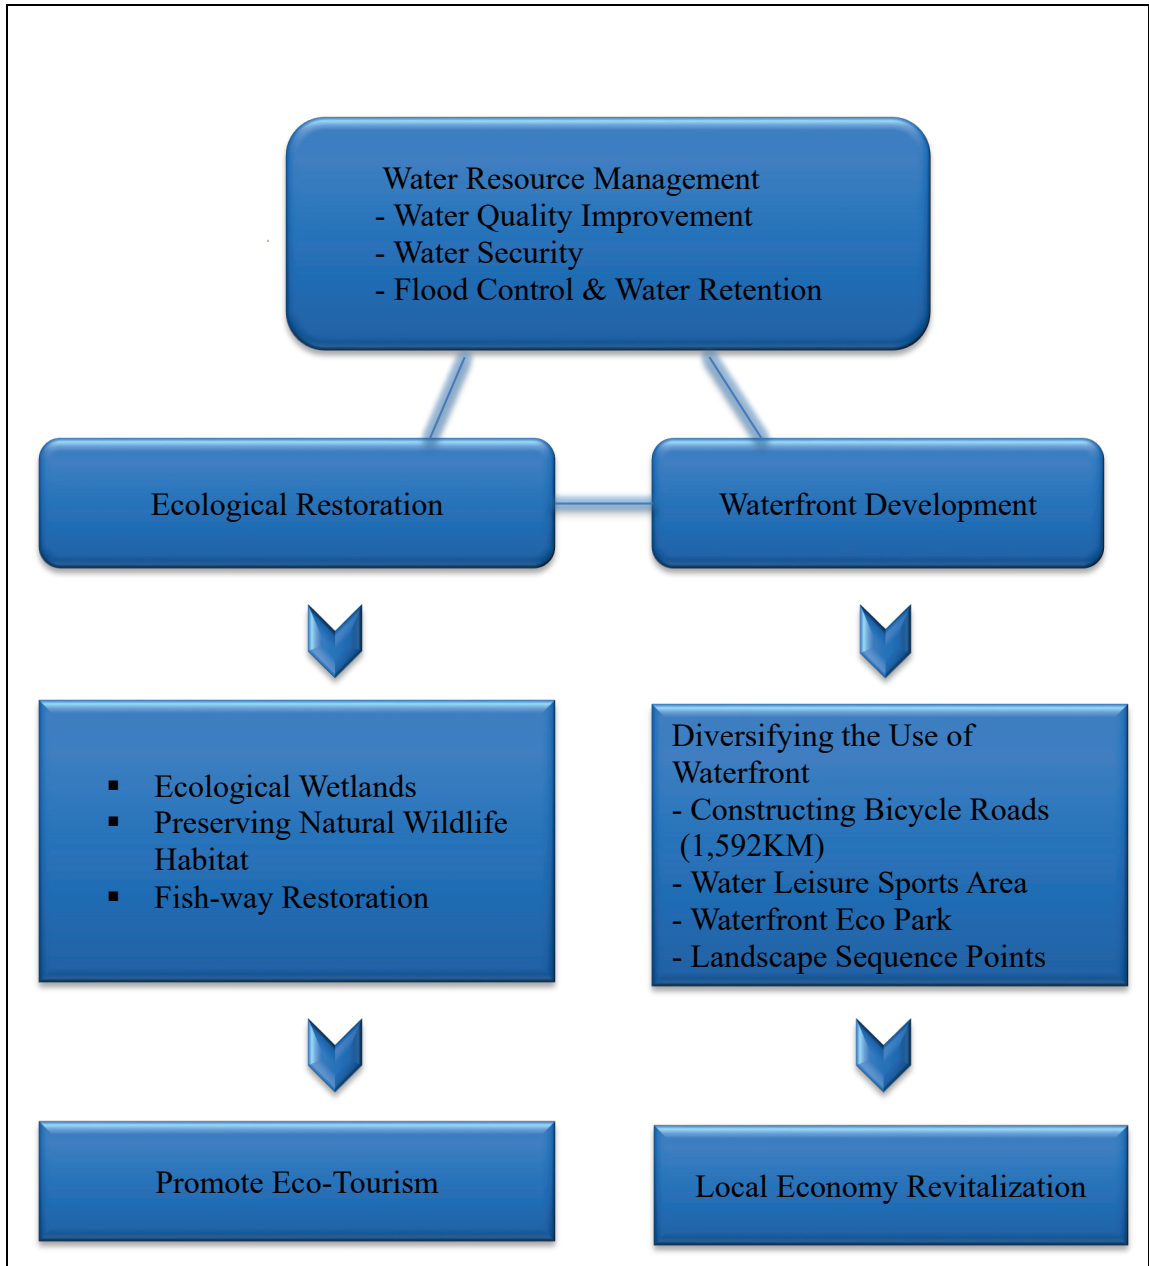 Water Resource Management
- Water Quality Improvement
- Water Security
- Flood Control & Water Retention
Ecological Restoration
Waterfront Development
▪ Ecological Wetlands
▪ Preserving Natural Wildlife
Habitat
▪ Fish-way Restoration
Diversifying the Use of
Waterfront
- Constructing Bicycle Roads
(1,592KM)
- Water Leisure Sports Area
- Waterfront Eco Park
- Landscape Sequence Points
Promote Eco-Tourism
Local Economy Revitalization